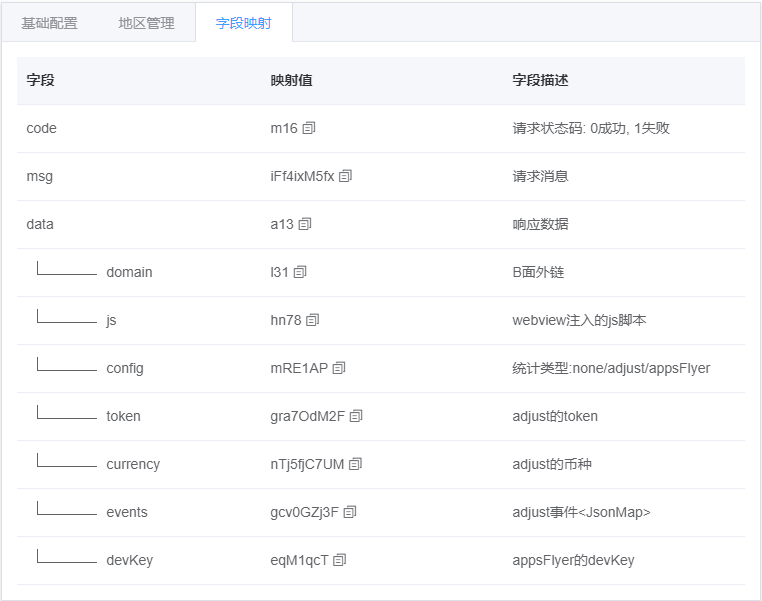 基础配置 地区管理 字段映射
字段 映射值 字段描述
code m16 请求状态码: 0成功, 1失败
msg iFf4ixM5fx 请求消息
data a13 响应数据
domain l31 B面外链
js hn78 webview注入的js脚本
config mRE1AP 统计类型:none/adjust/appsFlyer
token gra7OdM2F adjust的token
currency nTj5fjC7UM adjust的币种
events gcv0GZj3F adjust事件<JsonMap>
devKey eqM1qcT appsFlyer的devKey